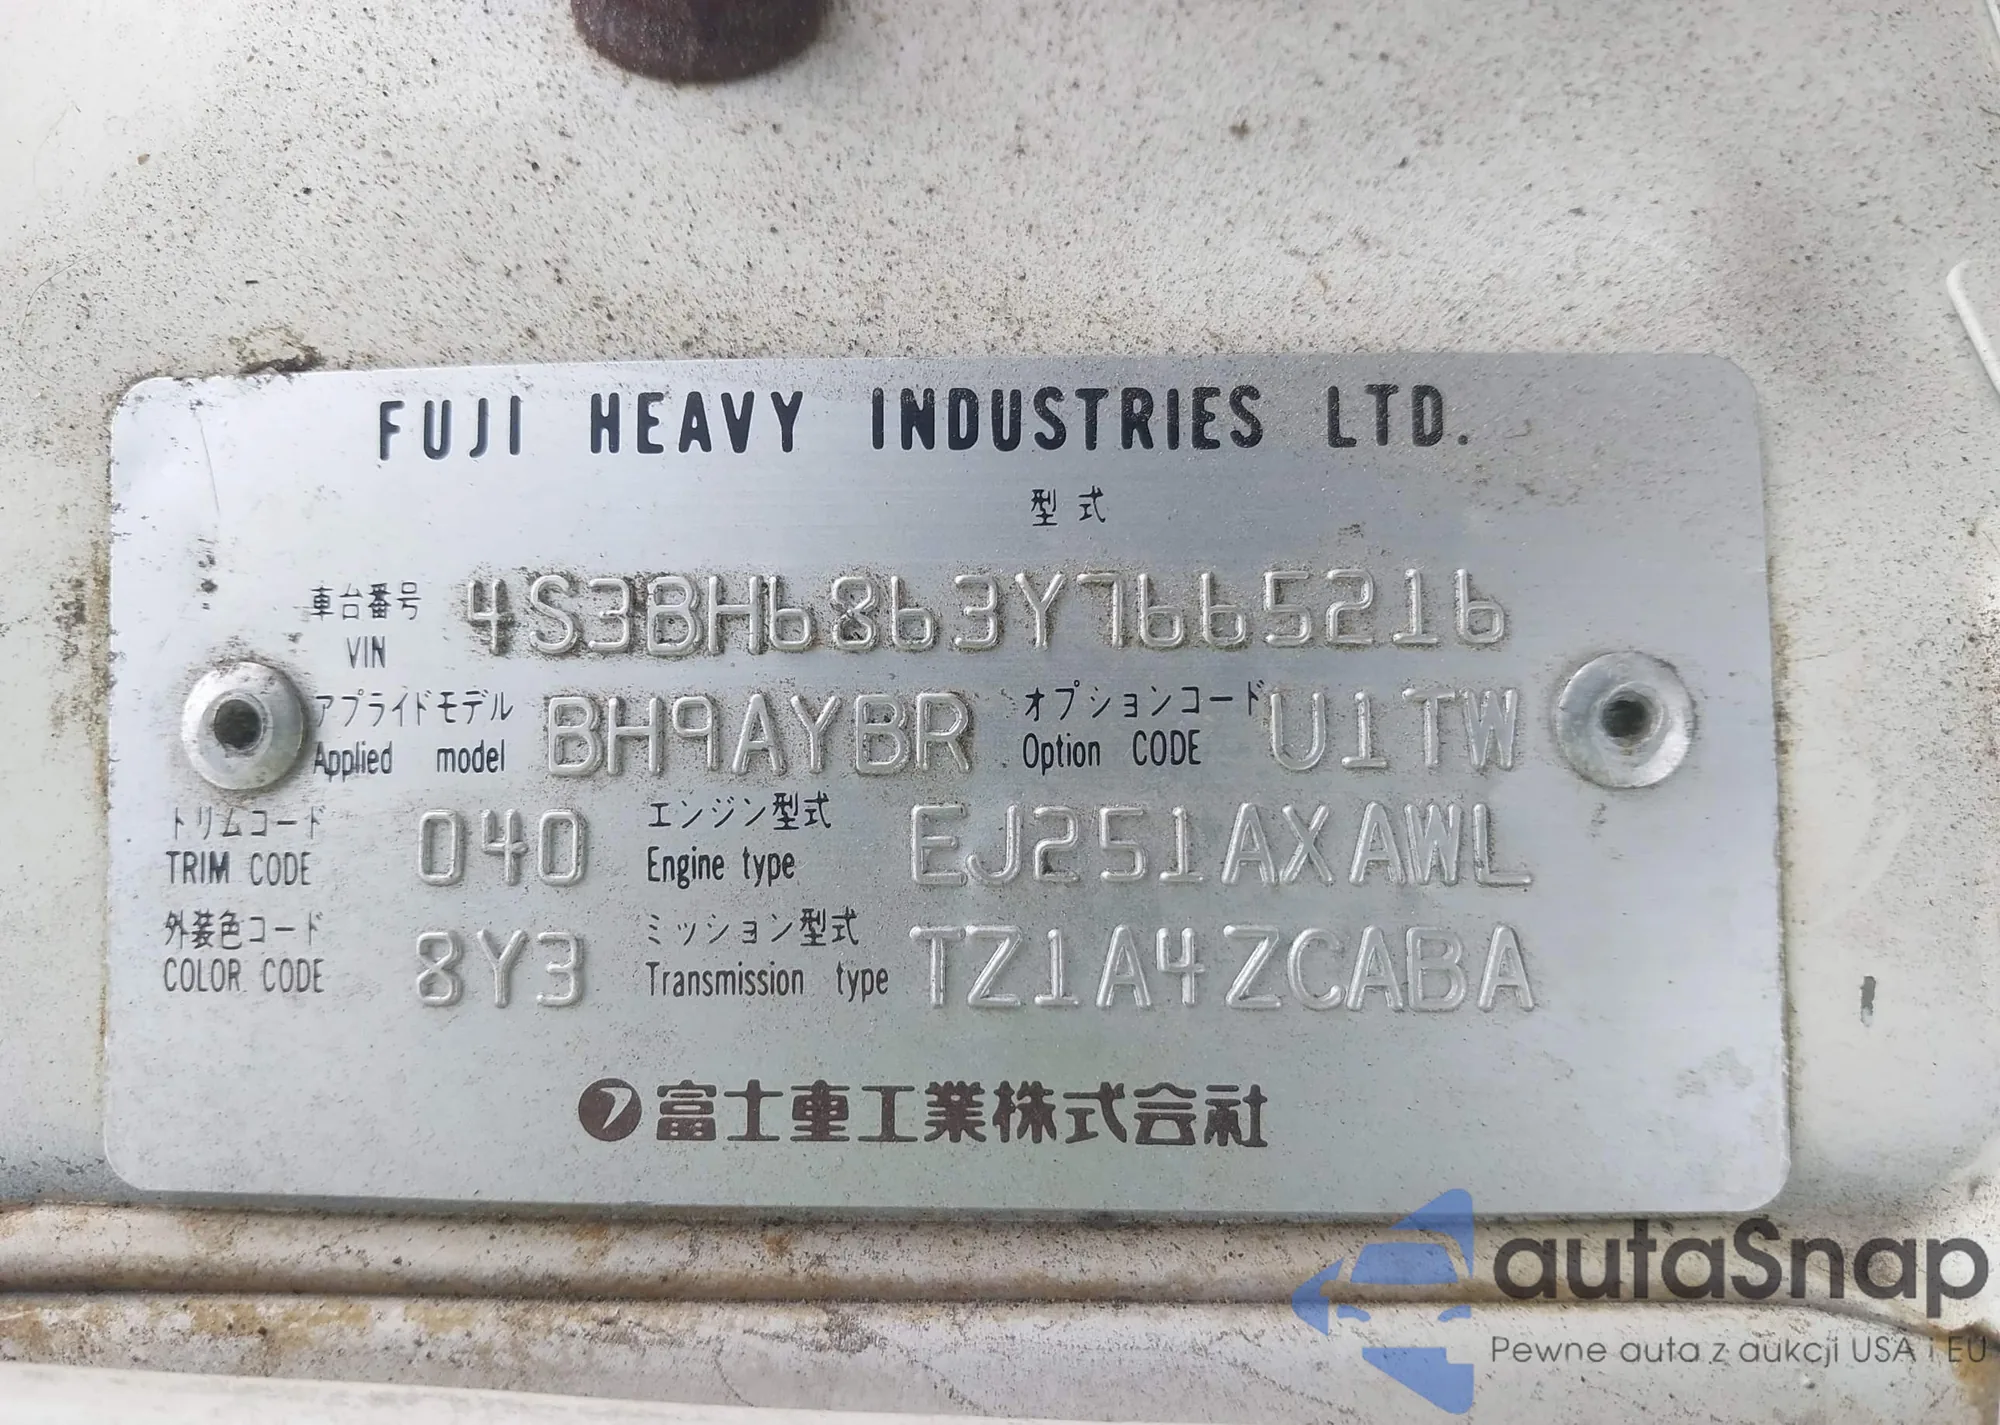 FUJI HEAVY INDUSTRIES LTD.
型式
車台番号 4S3BH6863Y7665216
VIN
アプライドモデル BH9AYBR オプションコード U1TW
Applied model Option CODE
トリムコード 040 エンジン型式 EJ251AXAWL
TRIM CODE Engine type
外装色コード 8Y3 ミッション型式 TZ1A4ZCABA
COLOR CODE Transmission type
富士重工業株式会社
autaSnap
Pewne auta z aukcji USA i EU